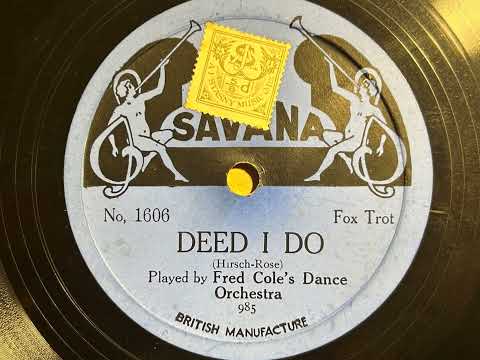 SAVANA
No, 1606
Fox Trot
DEED I DO
(Hirsch-Rose)
Played by Fred Cole's Dance
Orchestra
985
BRITISH MANUFACTURE